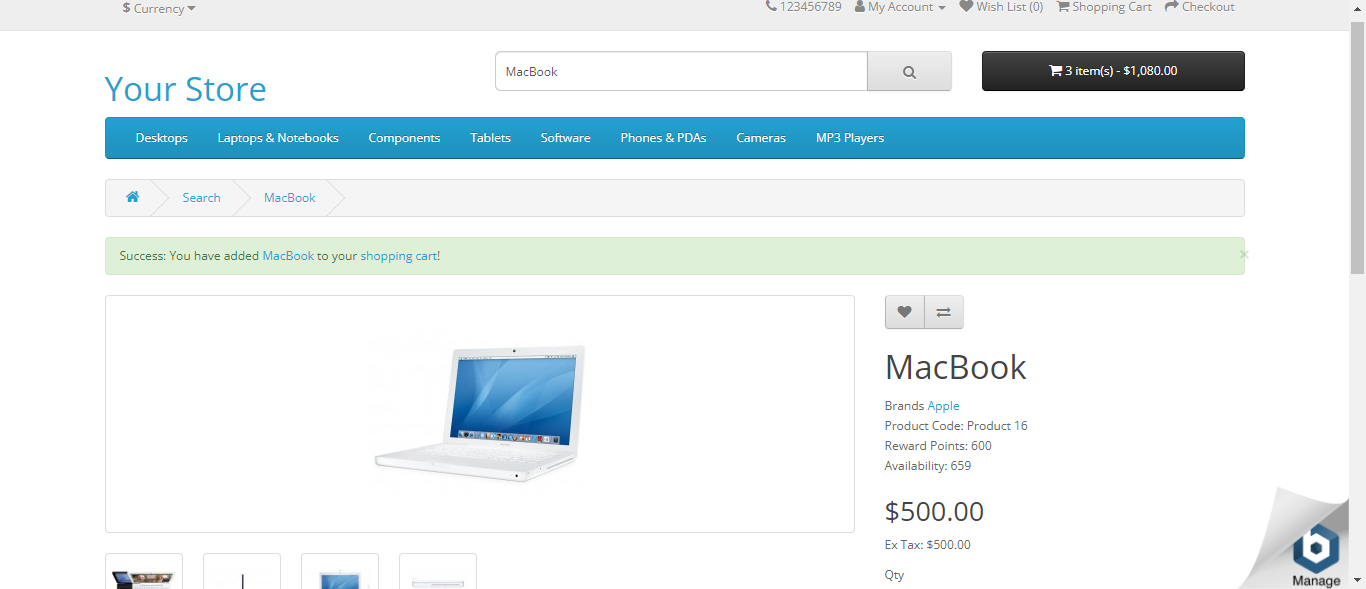 $ Currency
123456789 My Account Wish List (0) Shopping Cart Checkout
Your Store
MacBook
3 item(s) - $1,080.00
Desktops Laptops & Notebooks Components Tablets Software Phones & PDAs Cameras MP3 Players
Search MacBook
Success: You have added MacBook to your shopping cart!
×
MacBook
Brands Apple
Product Code: Product 16
Reward Points: 600
Availability: 659
$500.00
Ex Tax: $500.00
Qty
b
Manage